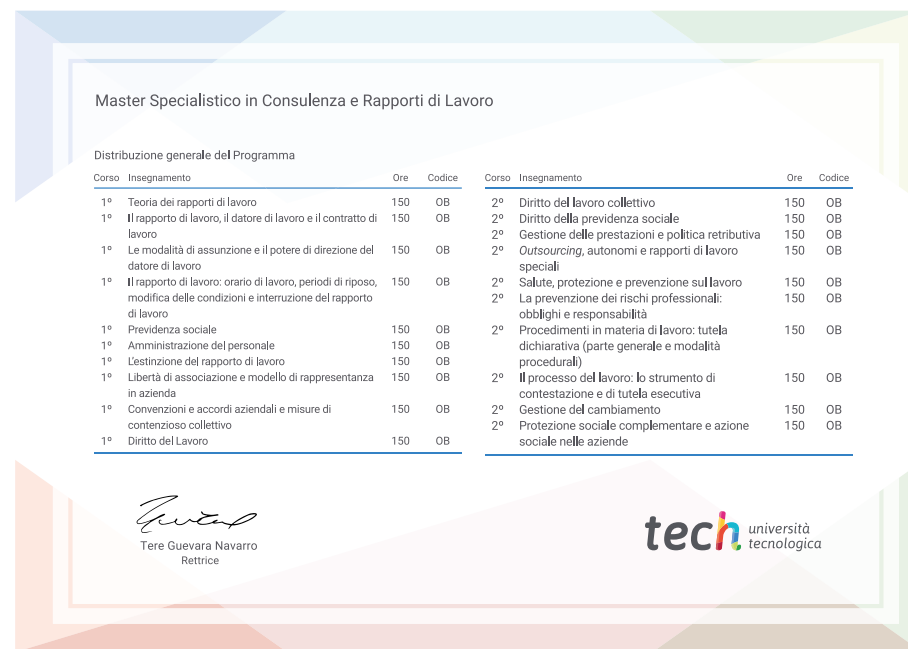 Master Specialistico in Consulenza e Rapporti di Lavoro
Distribuzione generale del Programma
Corso Insegnamento Ore Codice
1º Teoria dei rapporti di lavoro 150 OB
1º Il rapporto di lavoro, il datore di lavoro e il contratto di 150 OB
lavoro
1º Le modalità di assunzione e il potere di direzione del 150 OB
datore di lavoro
1º Il rapporto di lavoro: orario di lavoro, periodi di riposo, 150 OB
modifica delle condizioni e interruzione del rapporto
di lavoro
1º Previdenza sociale 150 OB
1º Amministrazione del personale 150 OB
1º L'estinzione del rapporto di lavoro 150 OB
1º Libertà di associazione e modello di rappresentanza 150 OB
in azienda
1º Convenzioni e accordi aziendali e misure di 150 OB
contenzioso collettivo
1º Diritto del Lavoro 150 OB
Corso Insegnamento Ore Codice
2º Diritto del lavoro collettivo 150 OB
2º Diritto della previdenza sociale 150 OB
2º Gestione delle prestazioni e politica retributiva 150 OB
2º Outsourcing, autonomi e rapporti di lavoro 150 OB
speciali
2º Salute, protezione e prevenzione sul lavoro 150 OB
2º La prevenzione dei rischi professionali: 150 OB
obblighi e responsabilità
2º Procedimenti in materia di lavoro: tutela 150 OB
dichiarativa (parte generale e modalità
procedurali)
2º Il processo del lavoro: lo strumento di 150 OB
contestazione e di tutela esecutiva
2º Gestione del cambiamento 150 OB
2º Protezione sociale complementare e azione 150 OB
sociale nelle aziende
Tere Guevara Navarro
Rettrice
tech università
tecnologica